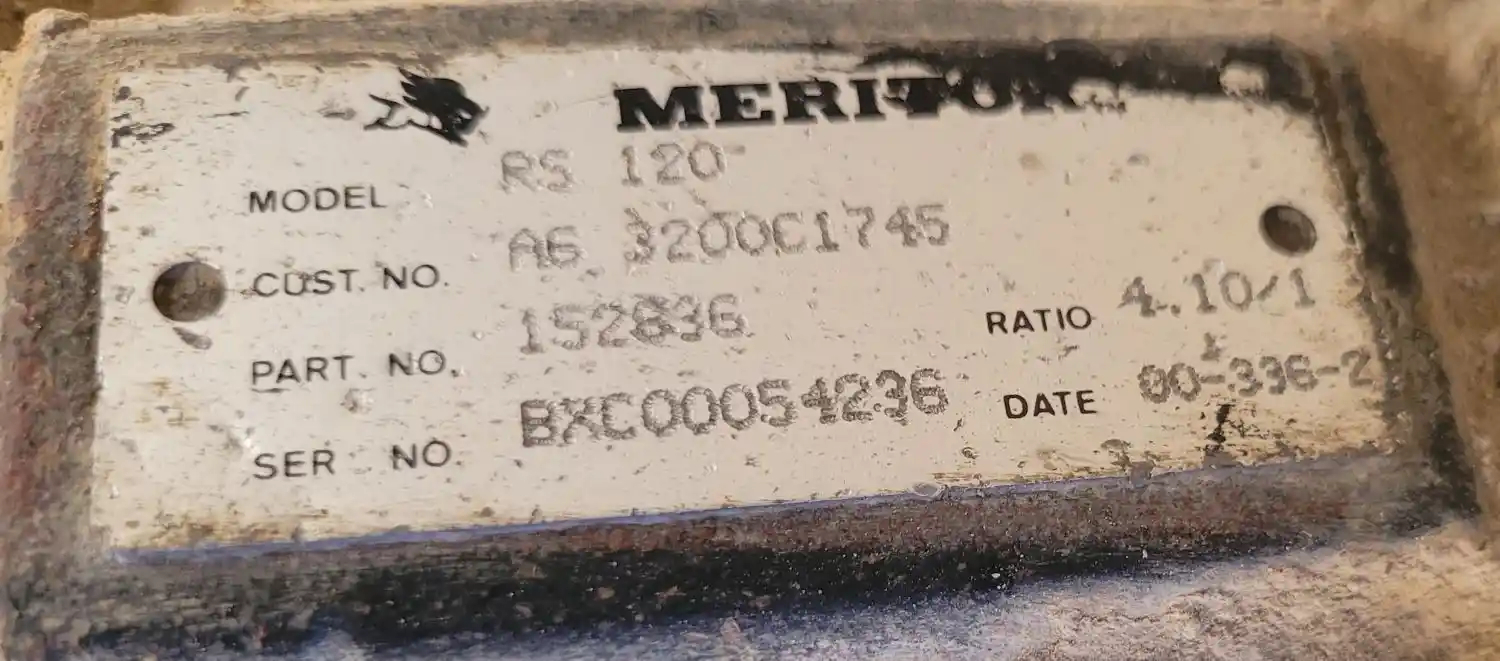 MERITOR
MODEL RS 120
CUST. NO. A6 3200C1745
PART. NO. 152836 RATIO 4.10/1
SER NO. BXC00054236 DATE 00-336-2